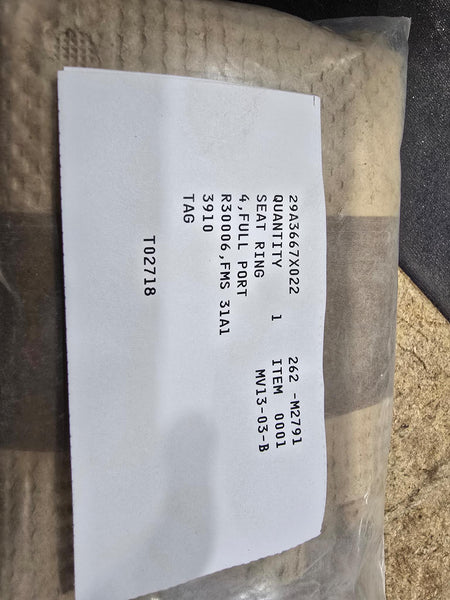 29A3667X022 262 -M2791
QUANTITY 1 ITEM 0001
SEAT RING MV13-03-B
4,FULL PORT
R30006,FMS 31A1
3910
TAG
T02718